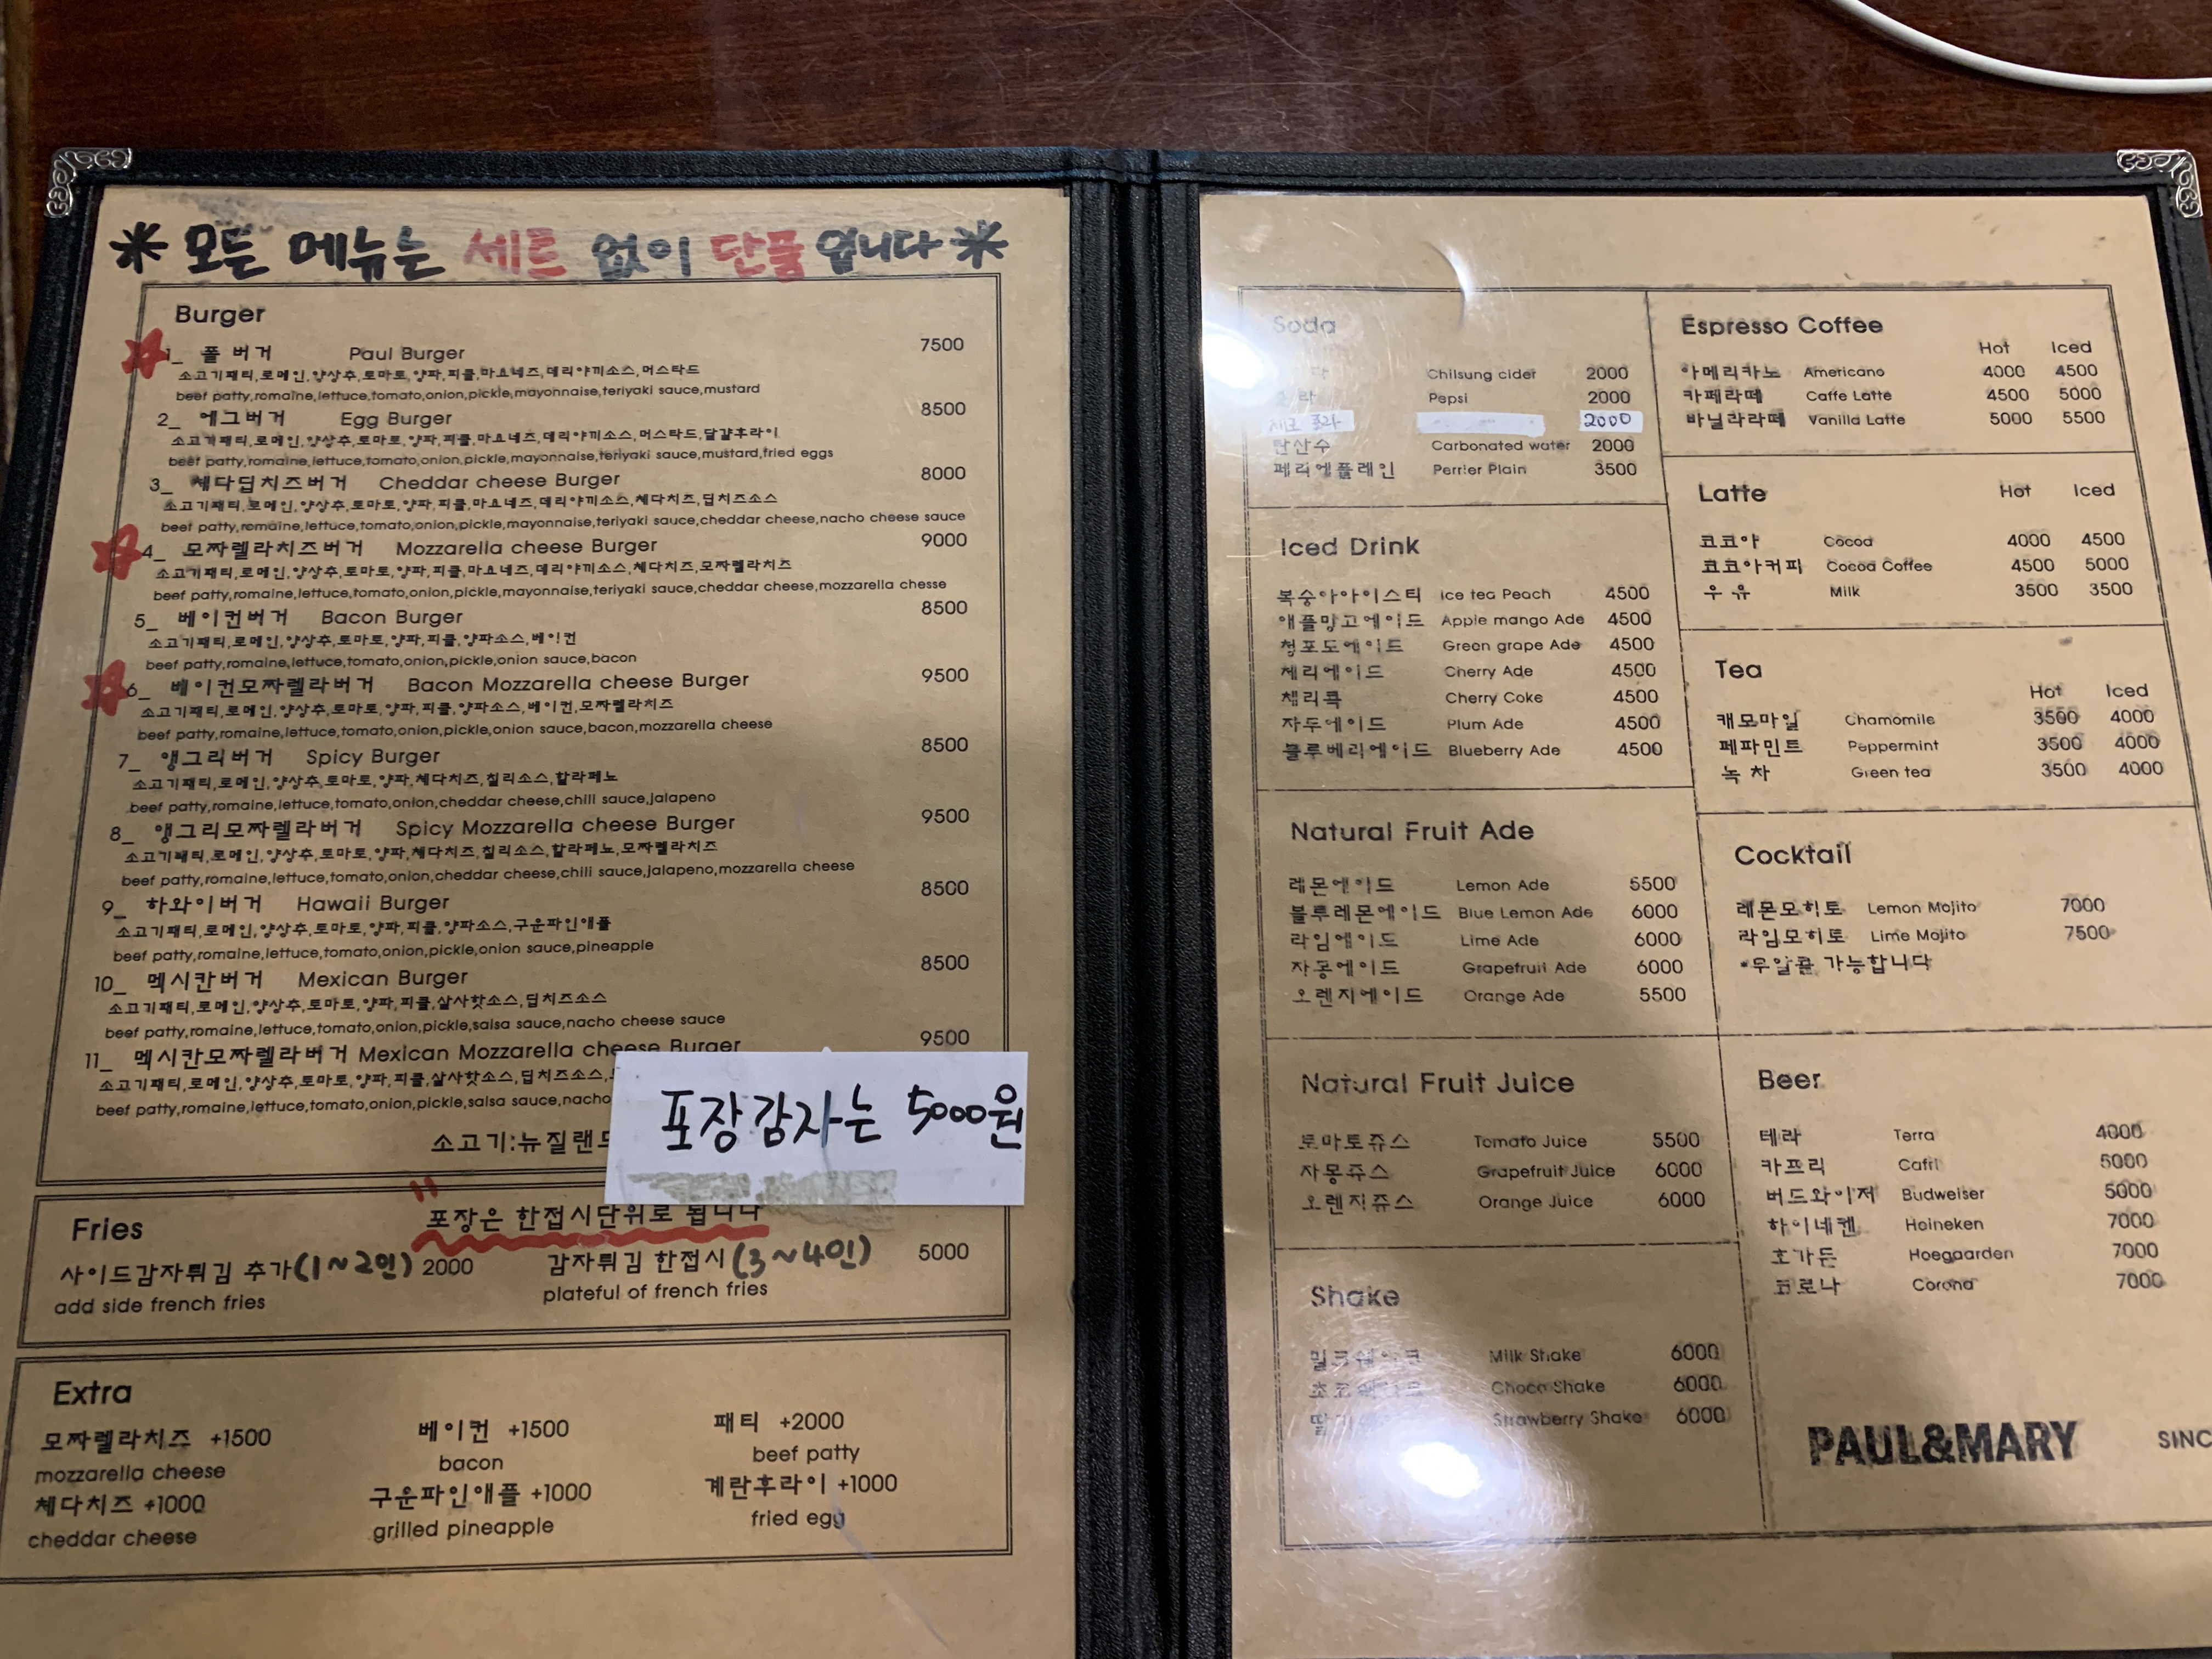 * 모든 메뉴는 세트 없이 단품 입니다 *
Burger
1_ 폴 버거 Paul Burger 7500
소고기패티,로메인,양상추,토마토,양파,피클,마요네즈,데리야끼소스,머스타드
beef patty,romaine,lettuce,tomato,onion,pickle,mayonnaise,teriyaki sauce,mustard
2_ 에그버거 Egg Burger 8500
소고기패티,로메인,양상추,토마토,양파,피클,마요네즈,데리야끼소스,머스타드,달걀후라이
beef patty,romaine,lettuce,tomato,onion,pickle,mayonnaise,teriyaki sauce,mustard,fried eggs
3_ 체다딥치즈버거 Cheddar cheese Burger 8000
소고기패티,로메인,양상추,토마토,양파,피클,마요네즈,데리야끼소스,체다치즈,딥치즈소스
beef patty,romaine,lettuce,tomato,onion,pickle,mayonnaise,teriyaki sauce,cheddar cheese,nacho cheese sauce
4_ 모짜렐라치즈버거 Mozzarella cheese Burger 9000
소고기패티,로메인,양상추,토마토,양파,피클,마요네즈,데리야끼소스,체다치즈,모짜렐라치즈
beef patty,romaine,lettuce,tomato,onion,pickle,mayonnaise,teriyaki sauce,cheddar cheese,mozzarella chesse
5_ 베이컨버거 Bacon Burger 8500
소고기패티,로메인,양상추,토마토,양파,피클,양파소스,베이컨
beef patty,romaine,lettuce,tomato,onion,pickle,onion sauce,bacon
6_ 베이컨모짜렐라버거 Bacon Mozzarella cheese Burger 9500
소고기패티,로메인,양상추,토마토,양파,피클,양파소스,베이컨,모짜렐라치즈
beef patty,romaine,lettuce,tomato,onion,pickle,onion sauce,bacon,mozzarella cheese
7_ 앵그리버거 Spicy Burger 8500
소고기패티,로메인,양상추,토마토,양파,체다치즈,칠리소스,할라페뇨
beef patty,romaine,lettuce,tomato,onion,cheddar cheese,chili sauce,jalapeno
8_ 앵그리모짜렐라버거 Spicy Mozzarella cheese Burger 9500
소고기패티,로메인,양상추,토마토,양파,체다치즈,칠리소스,할라페뇨,모짜렐라치즈
beef patty,romaine,lettuce,tomato,onion,cheddar cheese,chili sauce,jalapeno,mozzarella cheese
9_ 하와이버거 Hawaii Burger 8500
소고기패티,로메인,양상추,토마토,양파,피클,양파소스,구운파인애플
beef patty,romaine,lettuce,tomato,onion,pickle,onion sauce,pineapple
10_ 멕시칸버거 Mexican Burger 8500
소고기패티,로메인,양상추,토마토,양파,피클,살사핫소스,딥치즈소스
beef patty,romaine,lettuce,tomato,onion,pickle,salsa sauce,nacho cheese sauce
11_ 멕시칸모짜렐라버거 Mexican Mozzarella cheese Burger 9500
소고기패티,로메인,양상추,토마토,양파,피클,살사핫소스,딥치즈소스,
beef patty,romaine,lettuce,tomato,onion,pickle,salsa sauce,nacho
소고기:뉴질랜드
포장감자는 5000원
Fries
포장은 한접시단위로 됩니다
사이드감자튀김 추가(1~2인) 2000 감자튀김 한접시(3~4인) 5000
add side french fries plateful of french fries
Extra
모짜렐라치즈 +1500 베이컨 +1500 패티 +2000
mozzarella cheese bacon beef patty
체다치즈 +1000 구운파인애플 +1000 계란후라이 +1000
cheddar cheese grilled pineapple fried egg
Soda
Chilsung cider 2000
Pepsi 2000
제로 콜라 2000
탄산수 Carbonated water 2000
페리에플레인 Perrier Plain 3500
Iced Drink
복숭아아이스티 Ice tea Peach 4500
애플망고에이드 Apple mango Ade 4500
청포도에이드 Green grape Ade 4500
체리에이드 Cherry Ade 4500
체리콕 Cherry Coke 4500
자두에이드 Plum Ade 4500
블루베리에이드 Blueberry Ade 4500
Natural Fruit Ade
레몬에이드 Lemon Ade 5500
블루레몬에이드 Blue Lemon Ade 6000
라임에이드 Lime Ade 6000
자몽에이드 Grapefruit Ade 6000
오렌지에이드 Orange Ade 5500
Natural Fruit Juice
토마토쥬스 Tomato Juice 5500
자몽쥬스 Grapefruit Juice 6000
오렌지쥬스 Orange Juice 6000
Shake
밀크쉐이크 Milk Shake 6000
초코쉐이크 Choco Shake 6000
Strawberry Shake 6000
Espresso Coffee
Hot Iced
아메리카노 Americano 4000 4500
카페라떼 Caffe Latte 4500 5000
바닐라라떼 Vanilla Latte 5000 5500
Latte Hot Iced
코코아 Cocoa 4000 4500
코코아커피 Cocoa Coffee 4500 5000
우유 Milk 3500 3500
Tea
Hot Iced
캐모마일 Chamomile 3500 4000
페파민트 Peppermint 3500 4000
녹차 Green tea 3500 4000
Cocktail
레몬모히토 Lemon Mojito 7000
라임모히토 Lime Mojito 7500
*무알콜 가능합니다
Beer
테라 Terra 4000
카프리 Cafri 5000
버드와이저 Budweiser 5000
하이네켄 Heineken 7000
호가든 Hoegaarden 7000
코로나 Corona 7000
PAUL&MARY SINC